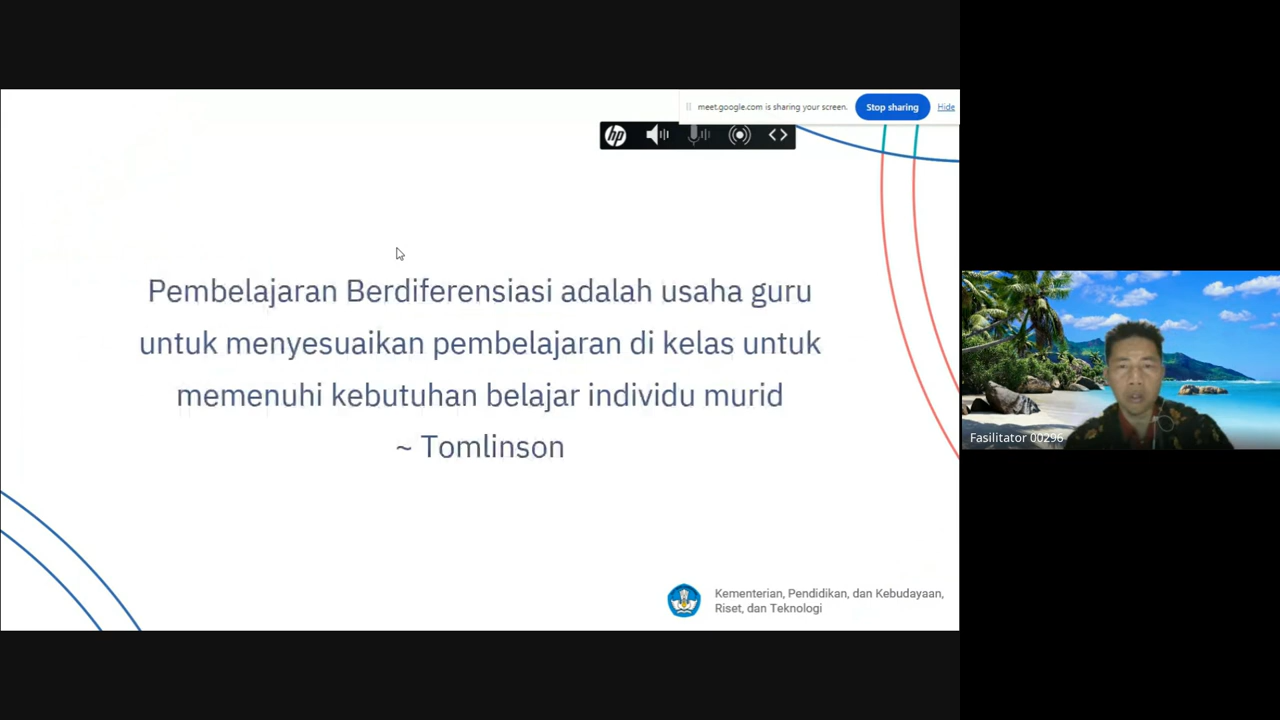 meet.google.com is sharing your screen. Stop sharing Hide
hp
Pembelajaran Berdiferensiasi adalah usaha guru
untuk menyesuaikan pembelajaran di kelas untuk
memenuhi kebutuhan belajar individu murid
~ Tomlinson
Fasilitator 00296
Kementerian, Pendidikan, dan Kebudayaan,
Riset, dan Teknologi